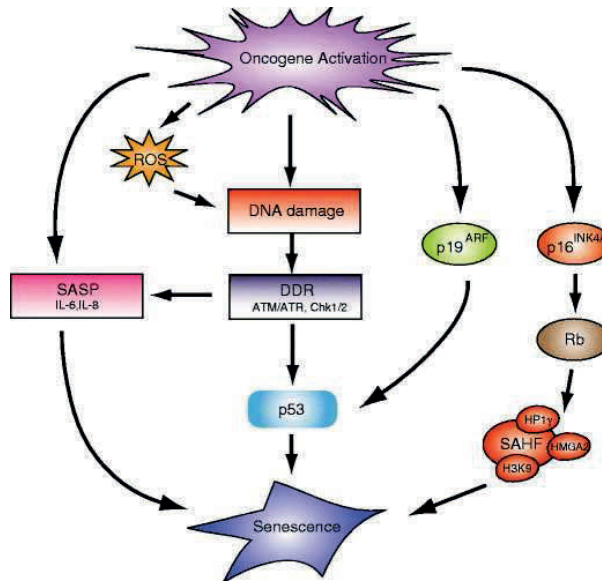 Oncogene Activation
ROS
DNA damage
p19ARF
p16INK4A
SASP
IL-6,IL-8
DDR
ATM/ATR, Chk1/2
Rb
p53
HP1γ
SAHF
HMGA2
H3K9
Senescence